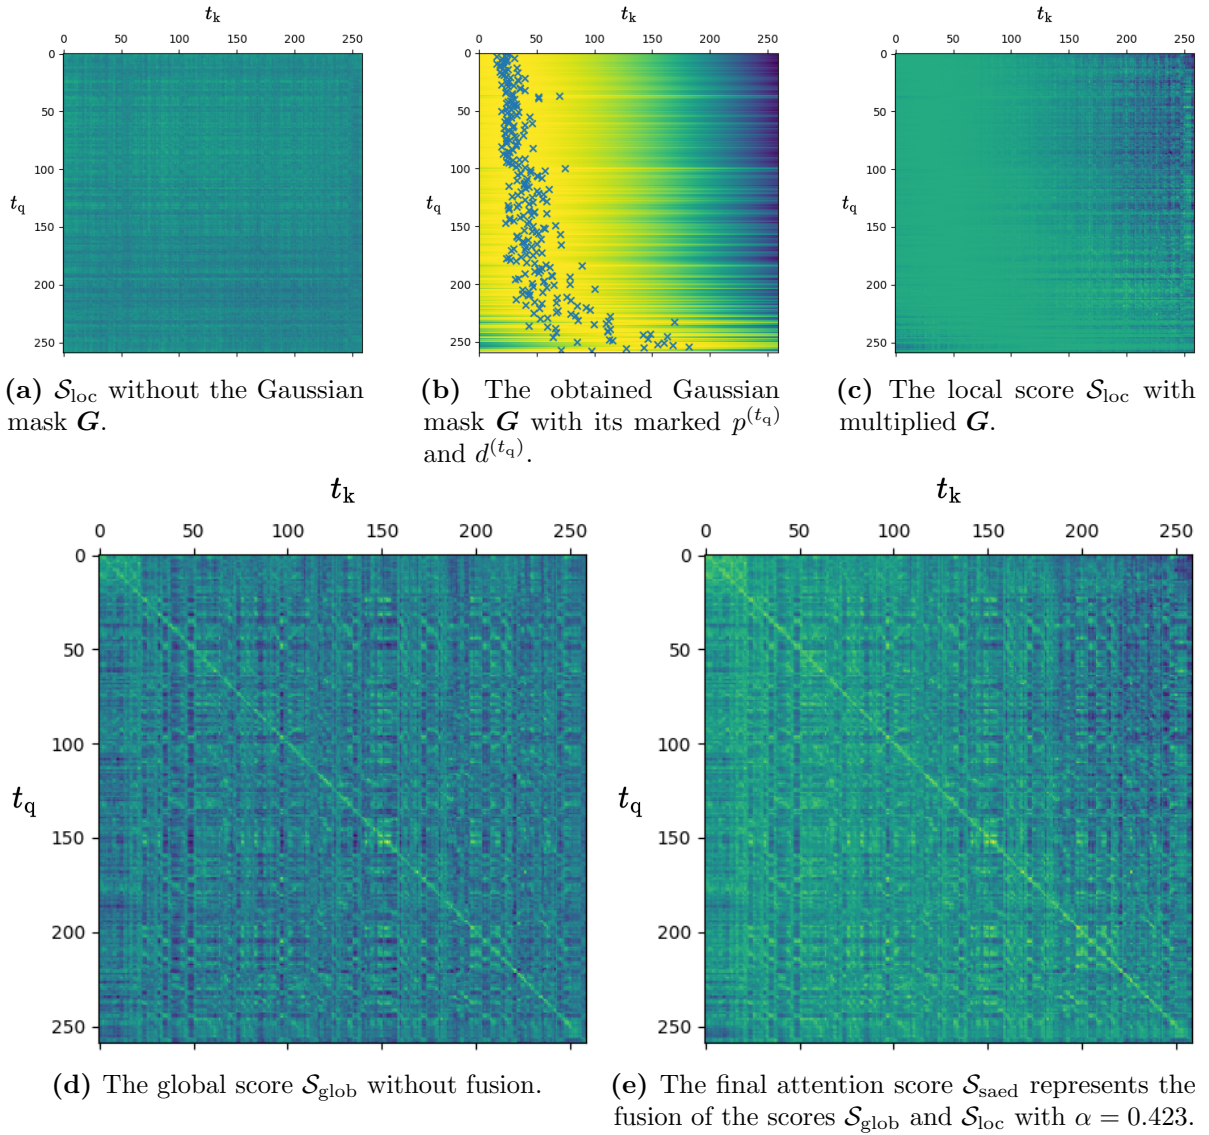 t_k t_k t_k
0 50 100 150 200 250 0 50 100 150 200 250 0 50 100 150 200 250
0 0 0
50 50 50
100 100 100
t_q t_q t_q
150 150 150
200 200 200
250 250 250
(a) 𝒮_loc without the Gaussian
mask G.
(b) The obtained Gaussian
mask G with its marked p^(t_q)
and d^(t_q).
(c) The local score 𝒮_loc with
multiplied G.
t_k t_k
0 50 100 150 200 250 0 50 100 150 200 250
0 0
50 50
100 100
t_q t_q
150 150
200 200
250 250
(d) The global score 𝒮_glob without fusion.
(e) The final attention score 𝒮_saed represents the
fusion of the scores 𝒮_glob and 𝒮_loc with α = 0.423.